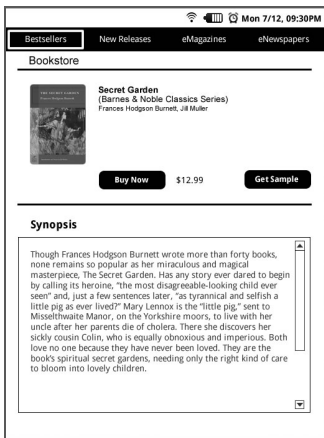 Mon 7/12, 09:30PM
Bestsellers New Releases eMagazines eNewspapers
Bookstore
THE SECRET GARDEN
Frances Hodgson Burnett
Secret Garden
(Barnes & Noble Classics Series)
Frances Hodgson Burnett, Jill Muller
Buy Now $12.99 Get Sample
Synopsis
Though Frances Hodgson Burnett wrote more than forty books,
none remains so popular as her miraculous and magical
masterpiece, The Secret Garden. Has any story ever dared to begin
by calling its heroine, “the most disagreeable-looking child ever
seen” and, just a few sentences later, “as tyrannical and selfish a
little pig as ever lived?” Mary Lennox is the “little pig,” sent to
Misselthwaite Manor, on the Yorkshire moors, to live with her
uncle after her parents die of cholera. There she discovers her
sickly cousin Colin, who is equally obnoxious and imperious. Both
love no one because they have never been loved. They are the
book’s spiritual secret gardens, needing only the right kind of care
to bloom into lovely children.